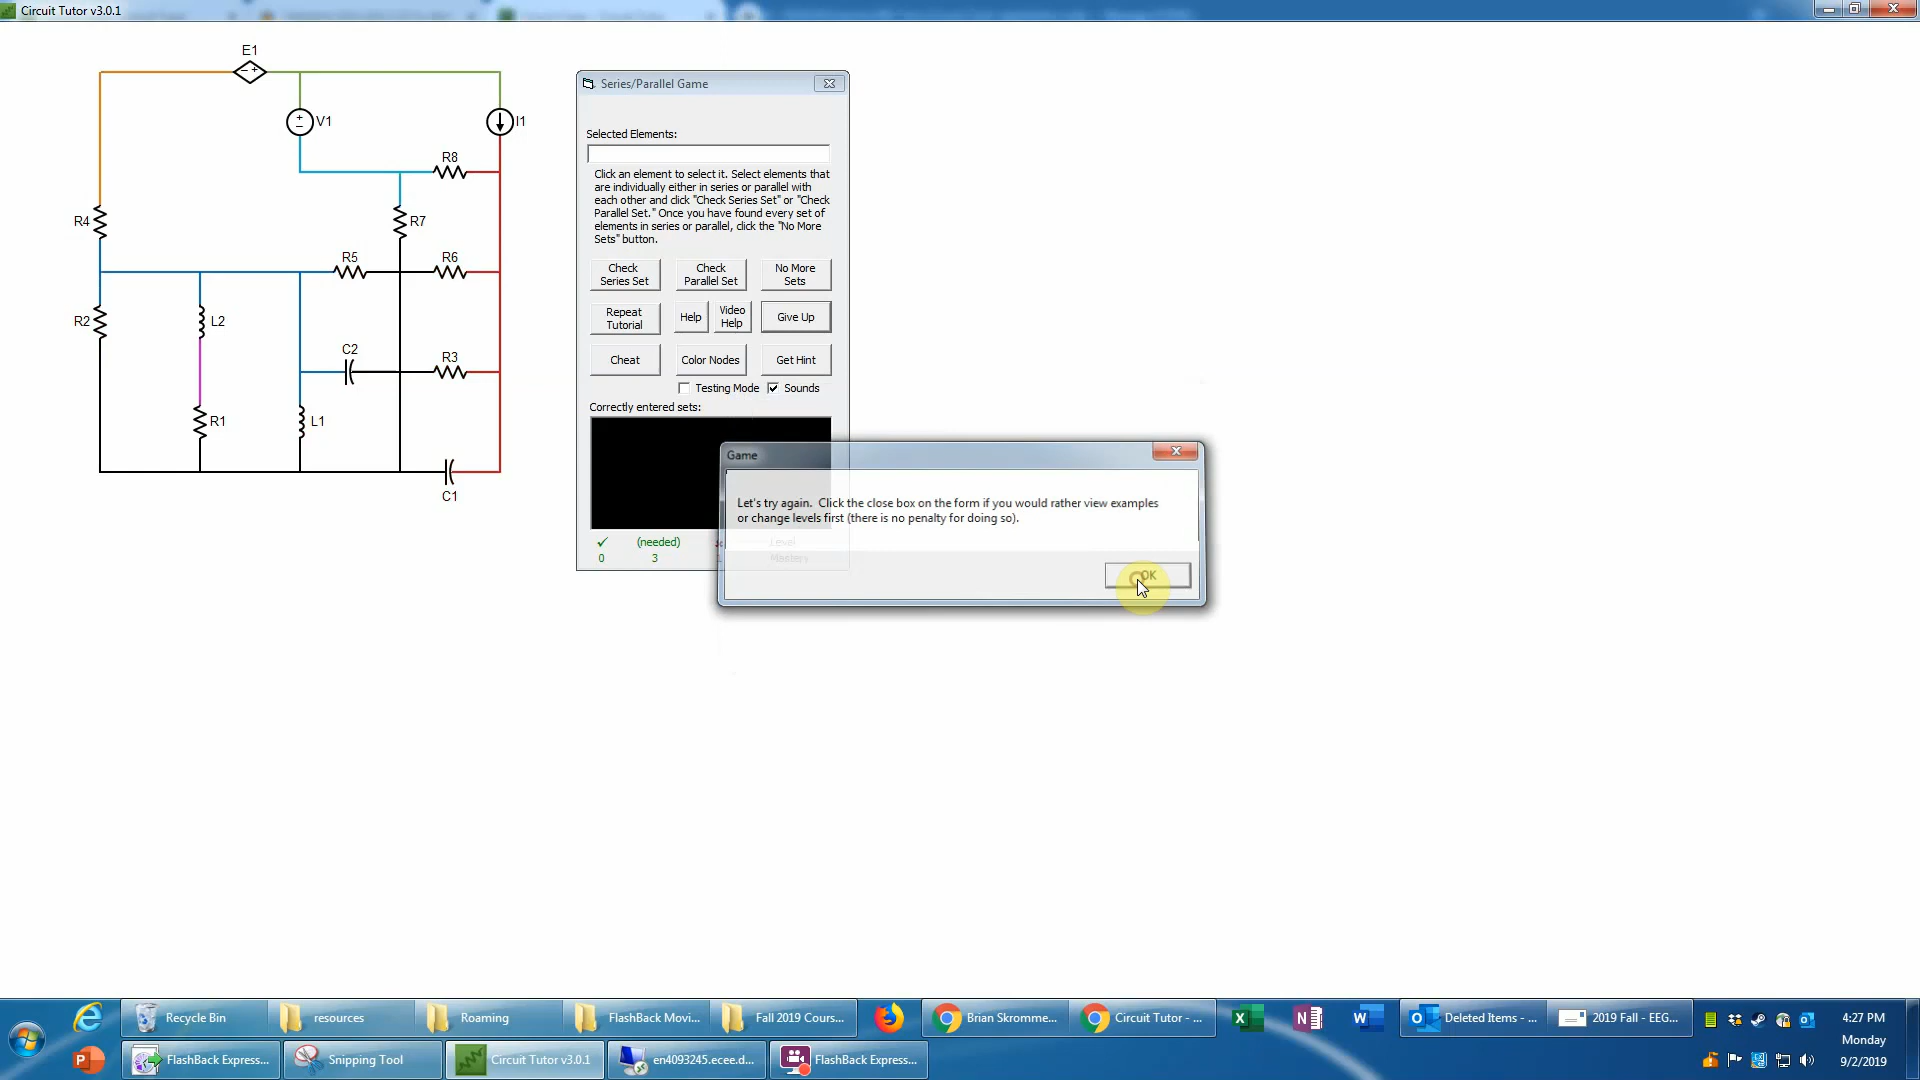 Circuit Tutor v3.0.1
E1
V1
I1
R8
R4
R7
R5
R6
R2
L2
C2
R3
R1
L1
C1
Series/Parallel Game
Selected Elements:
Click an element to select it. Select elements that
are individually either in series or parallel with
each other and click "Check Series Set" or "Check
Parallel Set." Once you have found every set of
elements in series or parallel, click the "No More
Sets" button.
Check
Series Set
Check
Parallel Set
No More
Sets
Repeat
Tutorial
Help
Video
Help
Give Up
Cheat
Color Nodes
Get Hint
Testing Mode
Sounds
Correctly entered sets:
(needed)
Level
0
3
1
Mastery
Game
Let's try again. Click the close box on the form if you would rather view examples
or change levels first (there is no penalty for doing so).
OK
Recycle Bin
resources
Roaming
FlashBack Movi...
Fall 2019 Cours...
Brian Skromme...
Circuit Tutor - ...
Deleted Items - ...
2019 Fall - EEG...
4:27 PM
Monday
9/2/2019
FlashBack Express...
Snipping Tool
Circuit Tutor v3.0.1
en4093245.ecee.d...
FlashBack Express...